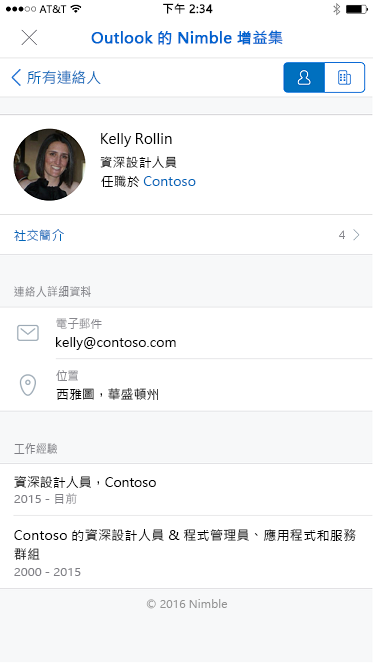 AT&T 下午 2:34
Outlook 的 Nimble 增益集
所有連絡人
Kelly Rollin
資深設計人員
任職於 Contoso
社交簡介 4
連絡人詳細資料
電子郵件
kelly@contoso.com
位置
西雅圖，華盛頓州
工作經驗
資深設計人員，Contoso
2015 - 目前
Contoso 的資深設計人員 & 程式管理員、應用程式和服務
群組
2000 - 2015
© 2016 Nimble